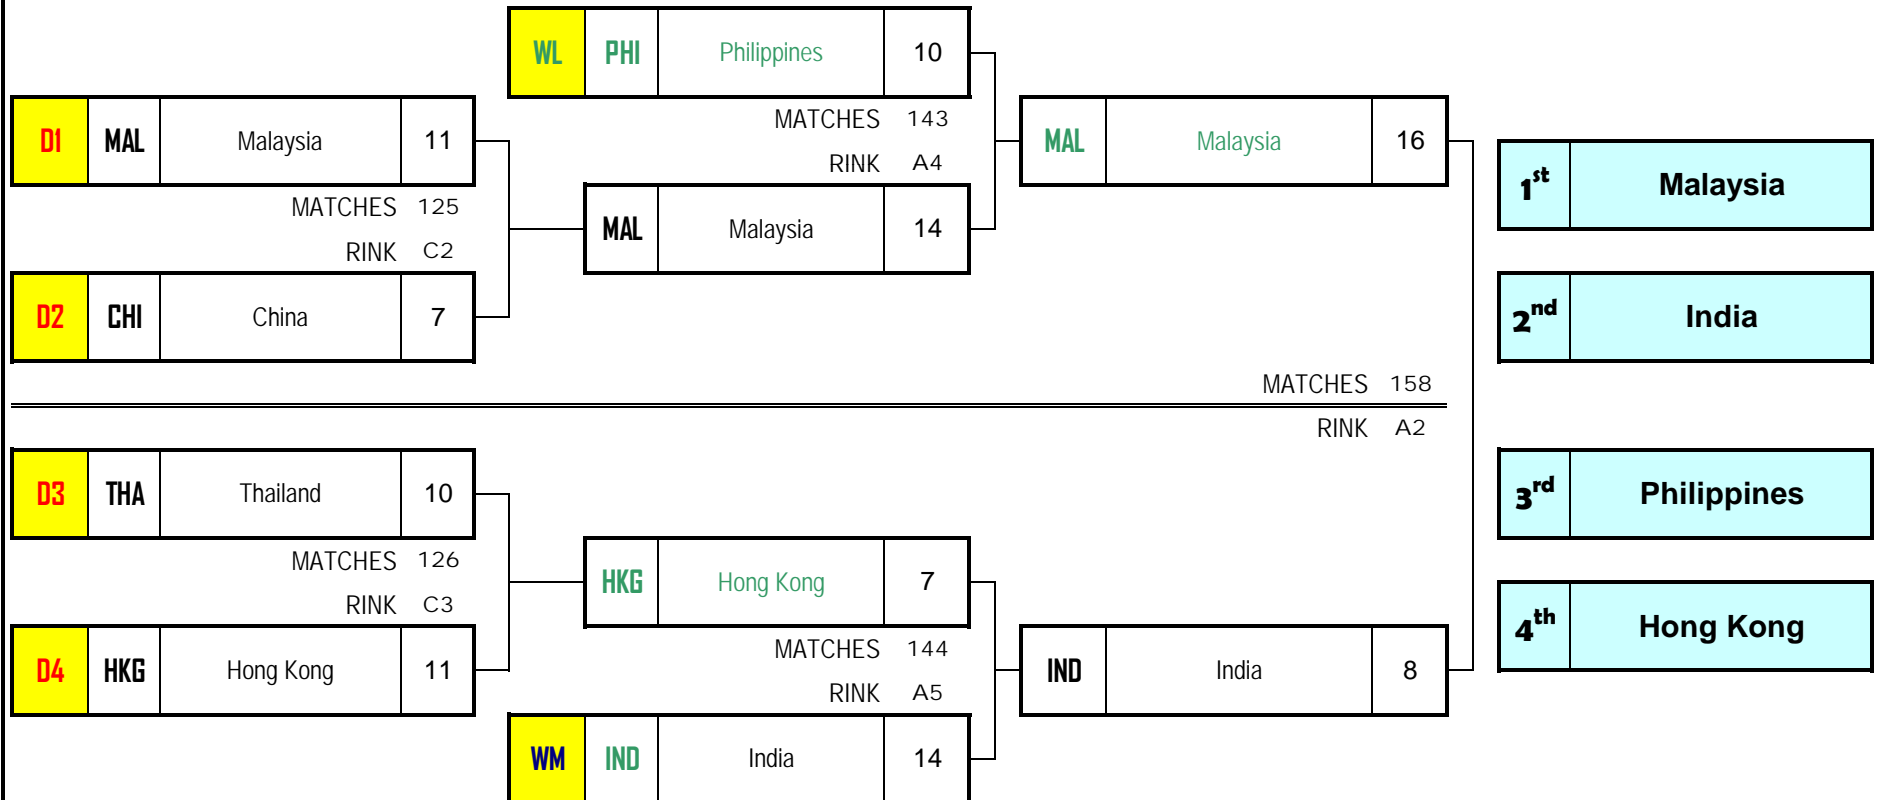 WL PHI Philippines 10
MATCHES 143
RINK A4
D1 MAL Malaysia 11
MATCHES 125
RINK C2
MAL Malaysia 14
MAL Malaysia 16
D2 CHI China 7
MATCHES 158
RINK A2
D3 THA Thailand 10
MATCHES 126
RINK C3
HKG Hong Kong 7
D4 HKG Hong Kong 11
MATCHES 144
RINK A5
IND India 8
WM IND India 14
1st Malaysia
2nd India
3rd Philippines
4th Hong Kong